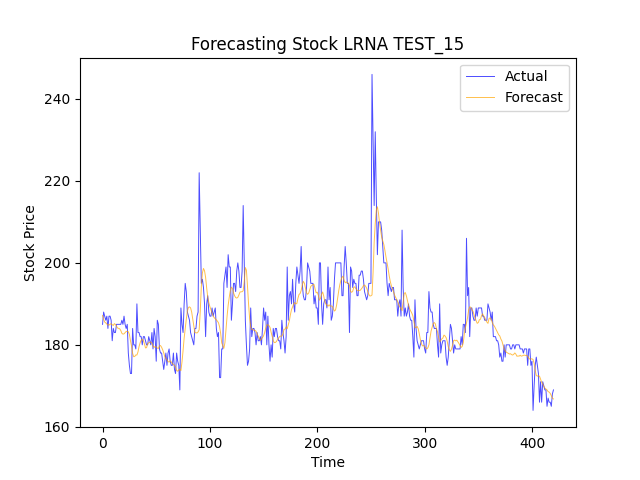 Forecasting Stock LRNA TEST_15
Actual
Forecast
Stock Price
240
220
200
180
160
0 100 200 300 400
Time